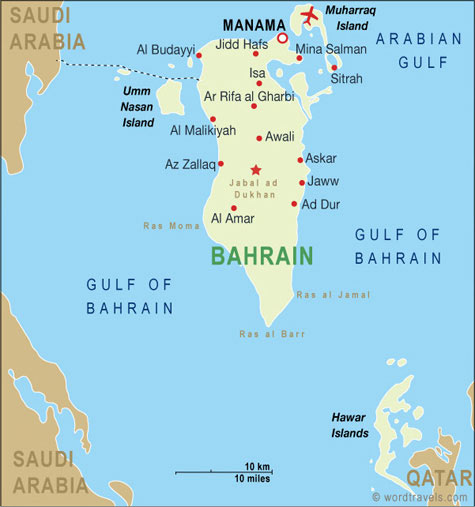 SAUDI
ARABIA
MANAMA
Muharraq
Island
ARABIAN
GULF
Al Budayyi
Jidd Hafs
Mina Salman
Sitrah
Isa
Umm
Nasan
Island
Ar Rifa al Gharbi
Al Malikiyah
Awali
Az Zallaq
Askar
Jabal ad
Dukhan
Jaww
Ad Dur
Al Amar
Ras Moma
BAHRAIN
GULF OF
BAHRAIN
GULF OF
BAHRAIN
Ras al Jamal
Ras al Barr
Hawar
Islands
SAUDI
ARABIA
10 km
10 miles
QATAR
© wordtravels.com